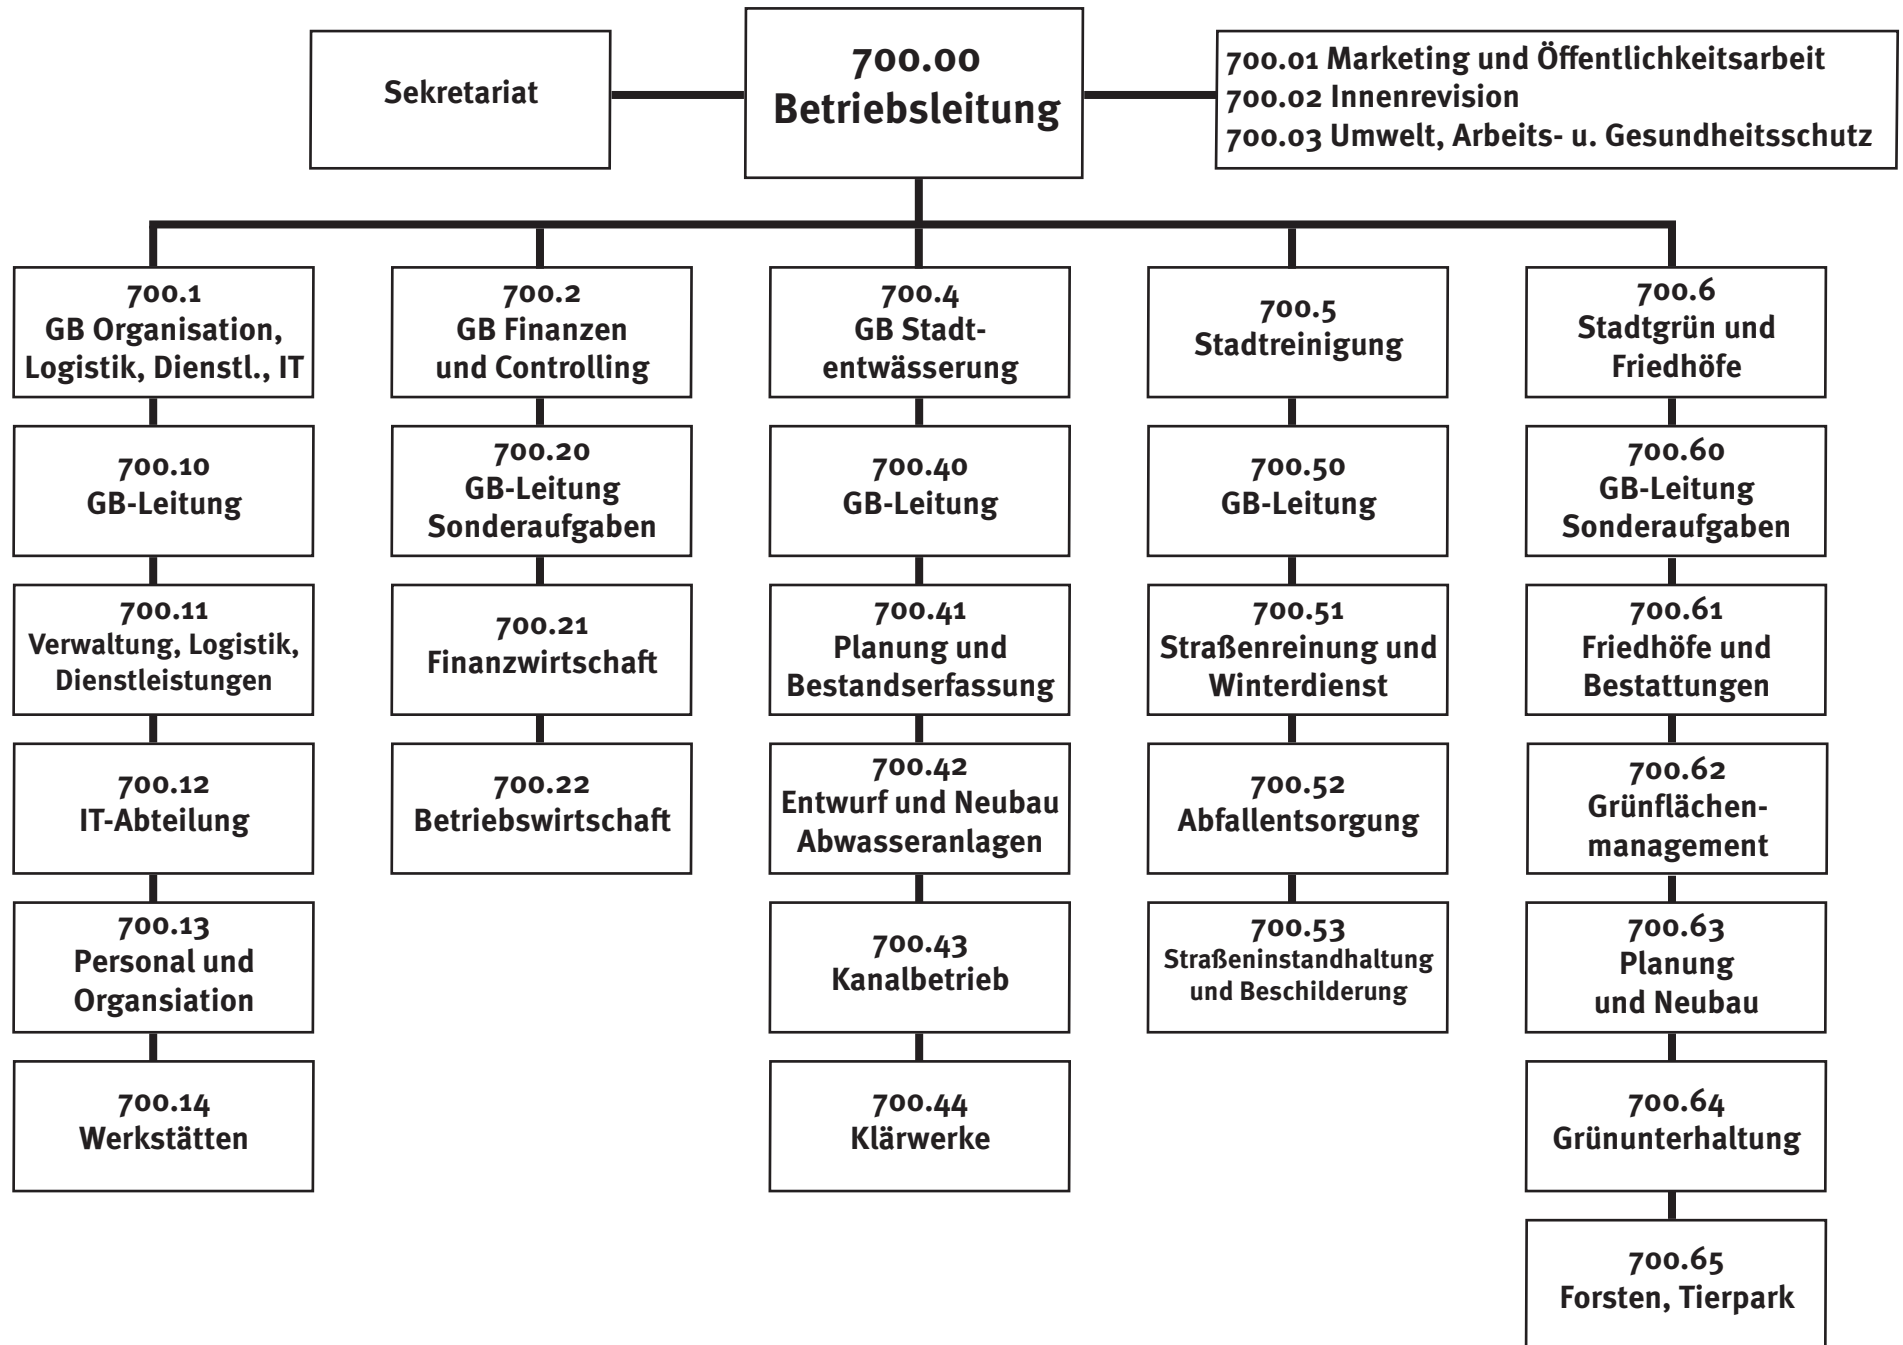 Sekretariat
700.00
Betriebsleitung
700.01 Marketing und Öffentlichkeitsarbeit
700.02 Innenrevision
700.03 Umwelt, Arbeits- u. Gesundheitsschutz
700.1
GB Organisation,
Logistik, Dienstl., IT
700.10
GB-Leitung
700.11
Verwaltung, Logistik,
Dienstleistungen
700.12
IT-Abteilung
700.13
Personal und
Organsiation
700.14
Werkstätten
700.2
GB Finanzen
und Controlling
700.20
GB-Leitung
Sonderaufgaben
700.21
Finanzwirtschaft
700.22
Betriebswirtschaft
700.4
GB Stadt-
entwässerung
700.40
GB-Leitung
700.41
Planung und
Bestandserfassung
700.42
Entwurf und Neubau
Abwasseranlagen
700.43
Kanalbetrieb
700.44
Klärwerke
700.5
Stadtreinigung
700.50
GB-Leitung
700.51
Straßenreinung und
Winterdienst
700.52
Abfallentsorgung
700.53
Straßeninstandhaltung
und Beschilderung
700.6
Stadtgrün und
Friedhöfe
700.60
GB-Leitung
Sonderaufgaben
700.61
Friedhöfe und
Bestattungen
700.62
Grünflächen-
management
700.63
Planung
und Neubau
700.64
Grünunterhaltung
700.65
Forsten, Tierpark